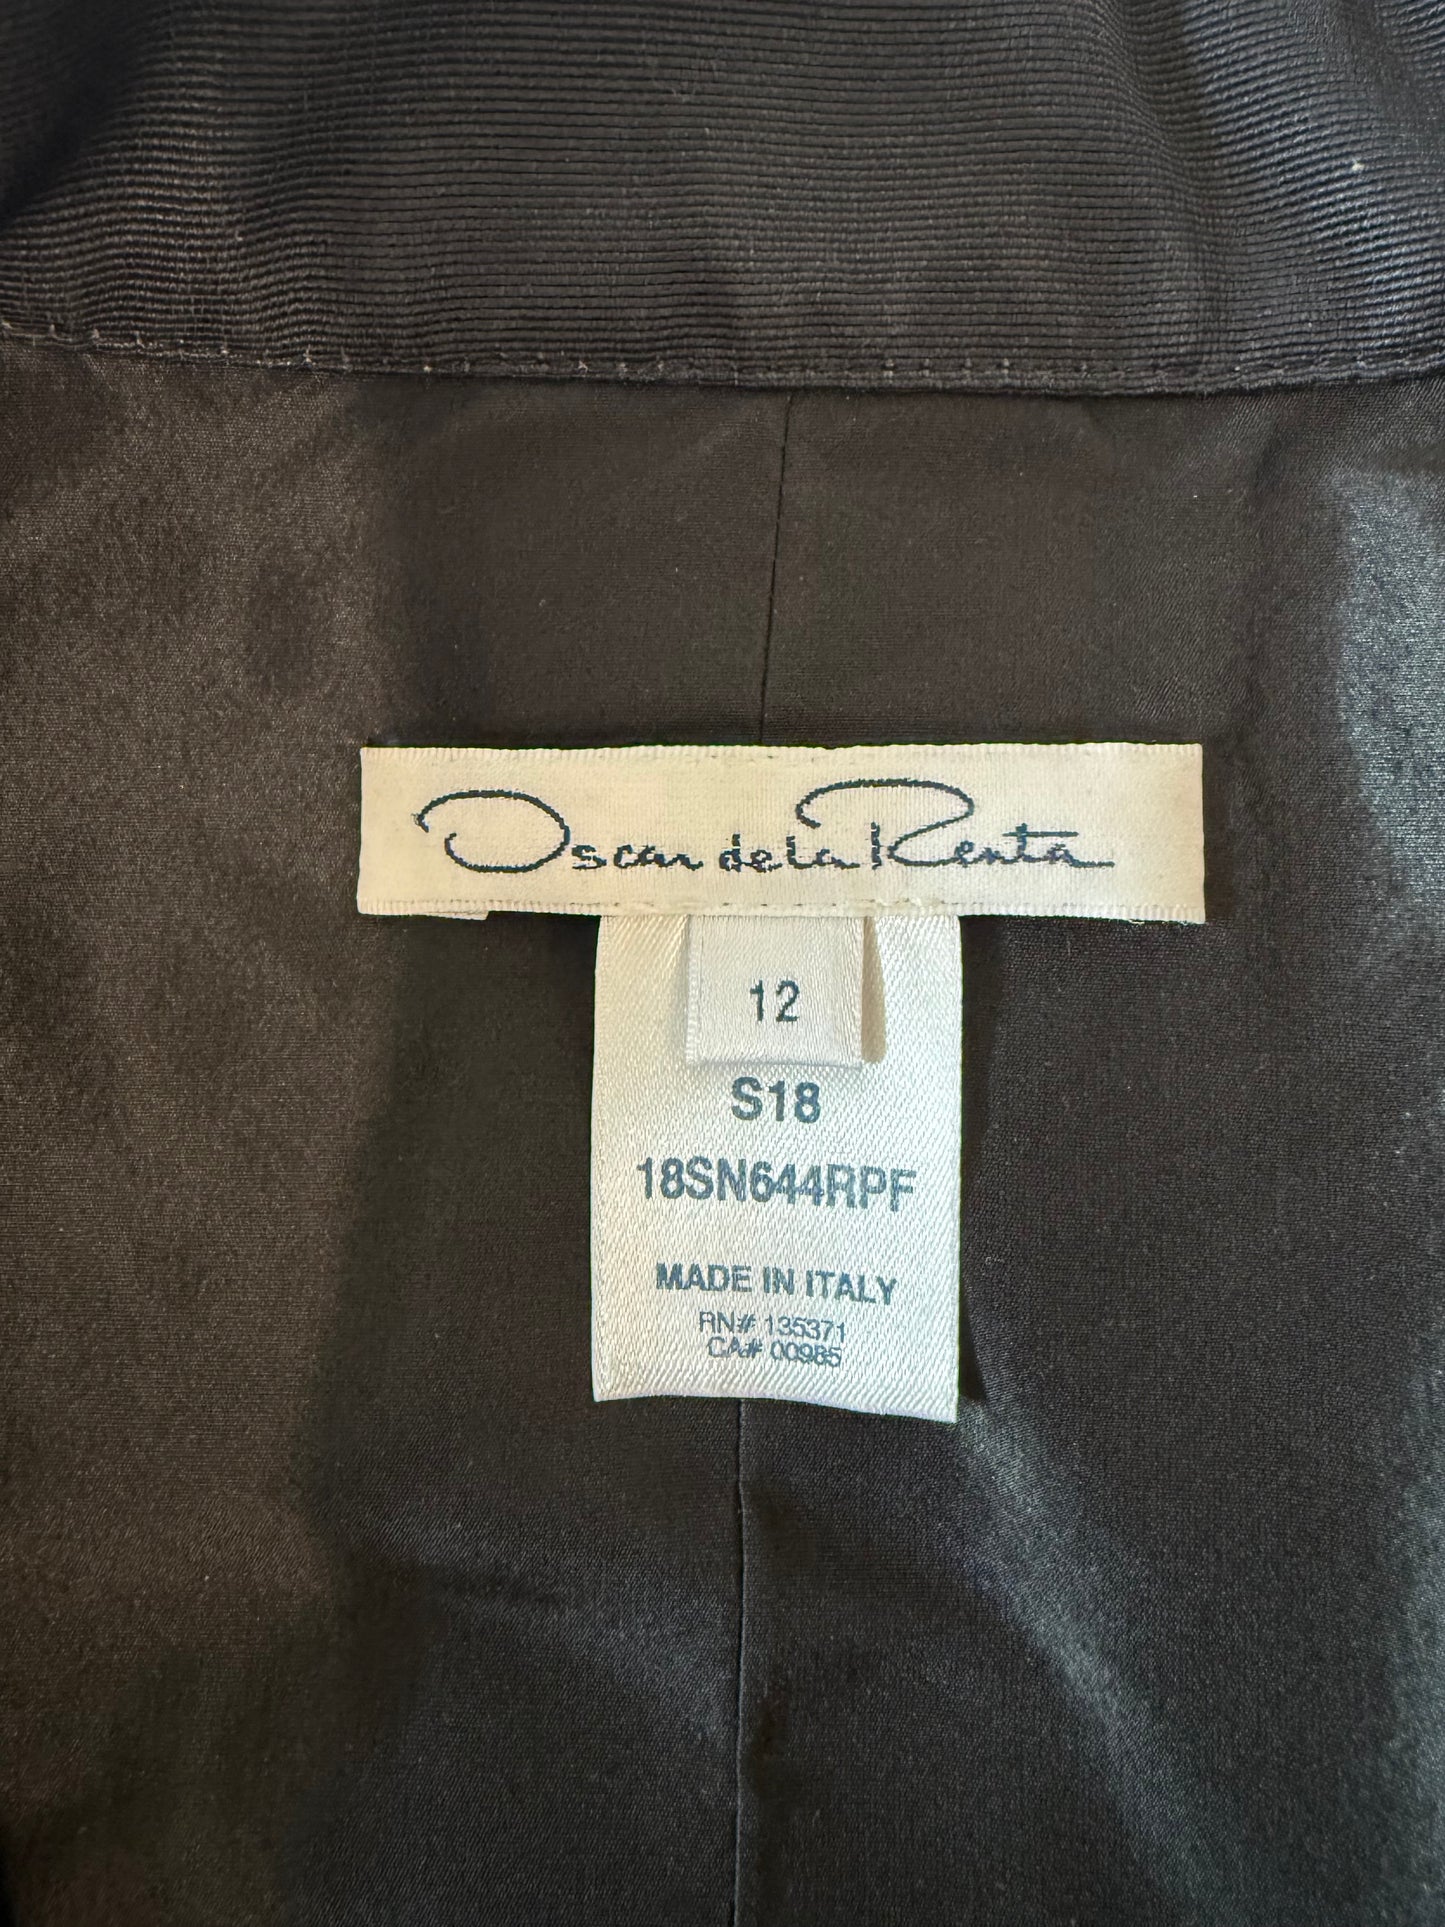 Oscar de la Renta
12
S18
18SN644RPF
MADE IN ITALY
RN# 135371
CA# 00985